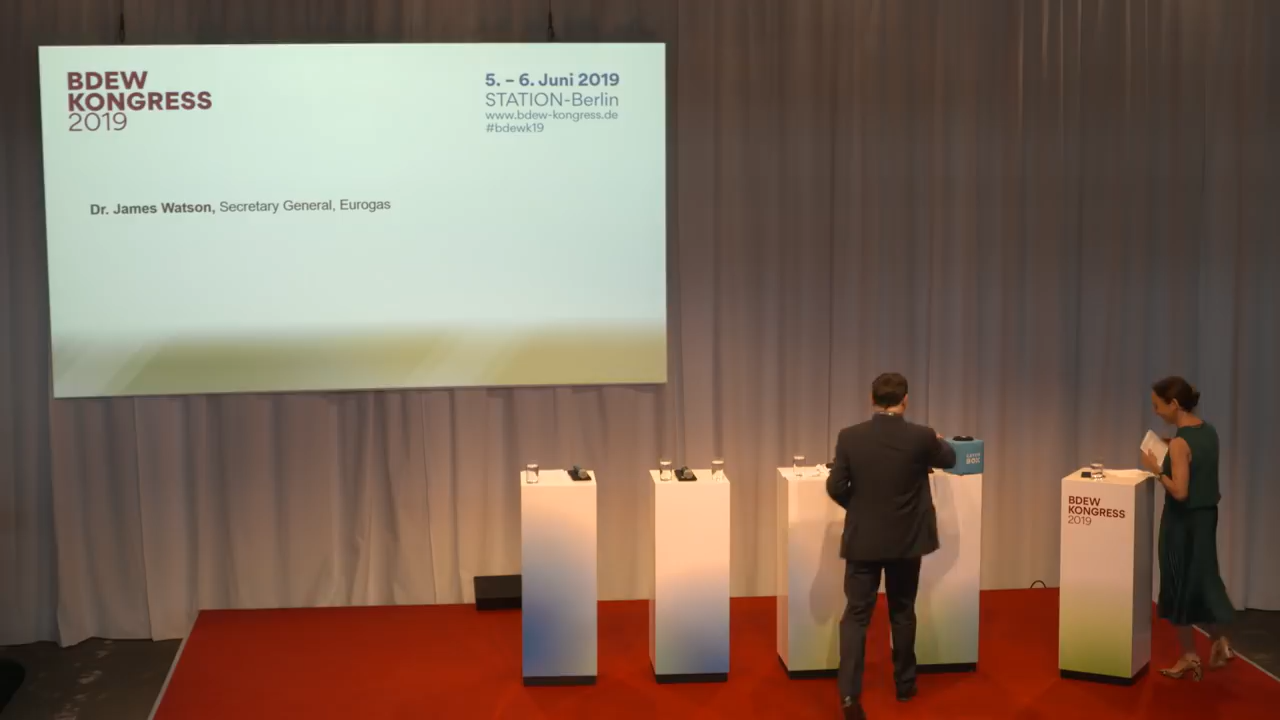 BDEW
KONGRESS
2019
5. – 6. Juni 2019
STATION-Berlin
www.bdew-kongress.de
#bdewk19
Dr. James Watson, Secretary General, Eurogas
BDEW
KONGRESS
2019